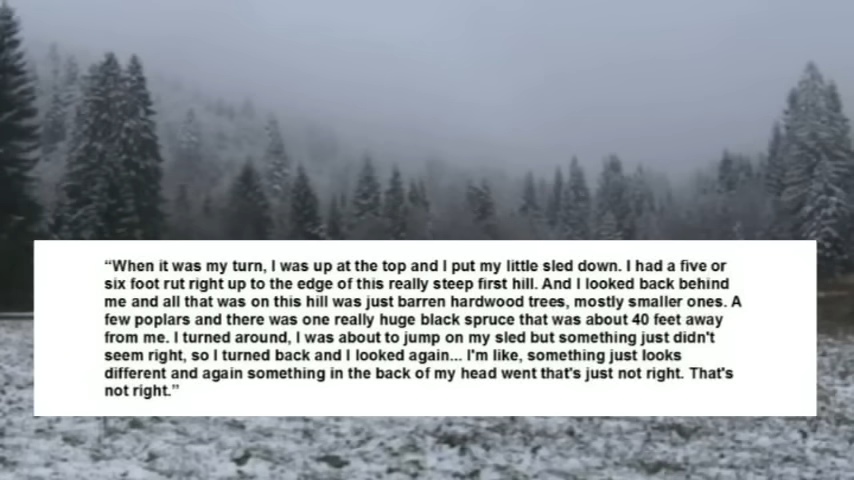 “When it was my turn, I was up at the top and I put my little sled down. I had a five or
six foot rut right up to the edge of this really steep first hill. And I looked back behind
me and all that was on this hill was just barren hardwood trees, mostly smaller ones. A
few poplars and there was one really huge black spruce that was about 40 feet away
from me. I turned around, I was about to jump on my sled but something just didn't
seem right, so I turned back and I looked again... I'm like, something just looks
different and again something in the back of my head went that's just not right. That's
not right.”